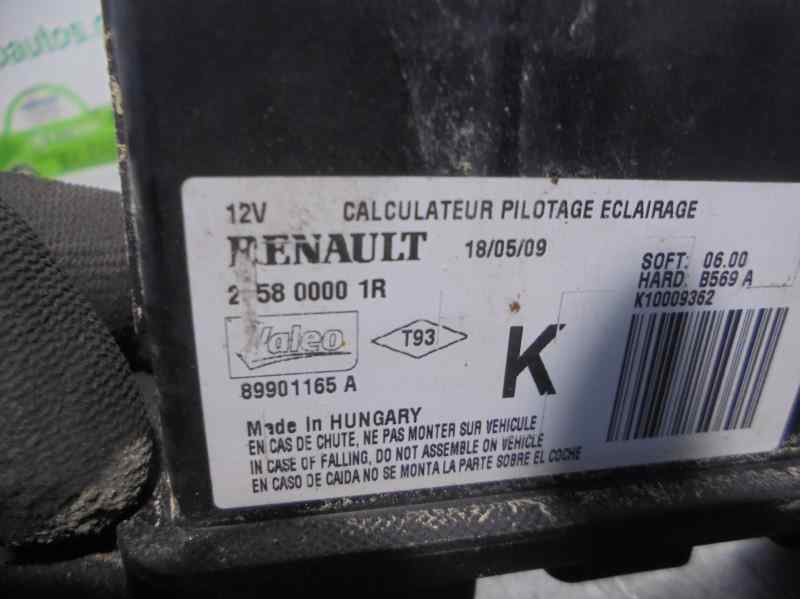 12V CALCULATEUR PILOTAGE ECLAIRAGE
RENAULT 18/05/09
SOFT: 06.00
HARD: B569 A
K10009362
0000 1R
Valeo T93 K
89901165 A
Made In HUNGARY
EN CAS DE CHUTE, NE PAS MONTER SUR VEHICULE
IN CASE OF FALLING, DO NOT ASSEMBLE ON VEHICLE
EN CASO DE CAIDA NO SE MONTA LA PARTE SOBRE EL COCHE